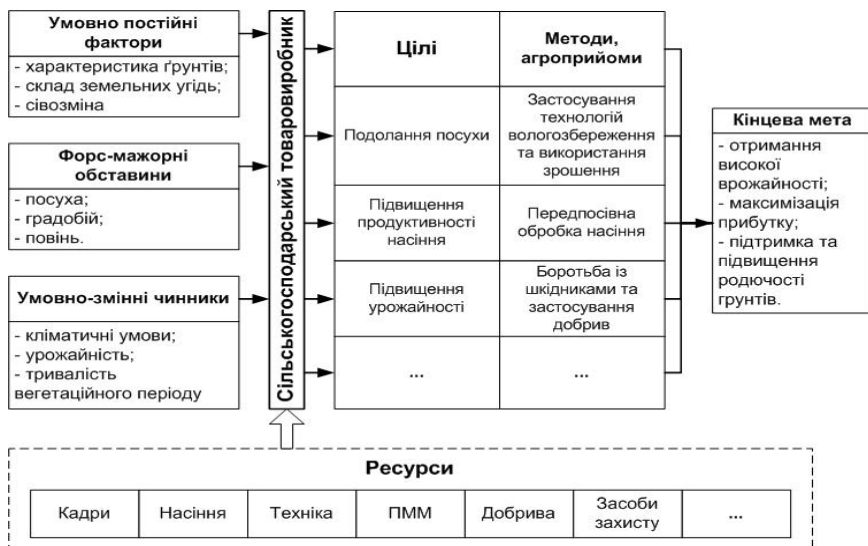 Умовно постійні
фактори
- характеристика ґрунтів;
- склад земельних угідь;
- сівозміна
Форс-мажорні
обставини
- посуха;
- градобій;
- повінь.
Умовно-змінні чинники
- кліматичні умови;
- урожайність;
- тривалість
вегетаційного періоду
Сільськогосподарський товаровиробник
Цілі
Методи,
агроприйоми
Подолання посухи
Застосування
технологій
вологозбереження
та використання
зрошення
Підвищення
продуктивності
насіння
Передпосівна
обробка насіння
Підвищення
урожайності
Боротьба із
шкідниками та
застосування
добрив
...
...
Кінцева мета
- отримання
високої
врожайності;
- максимізація
прибутку;
- підтримка та
підвищення
родючості
грунтів.
Ресурси
Кадри
Насіння
Техніка
ПММ
Добрива
Засоби
захисту
...